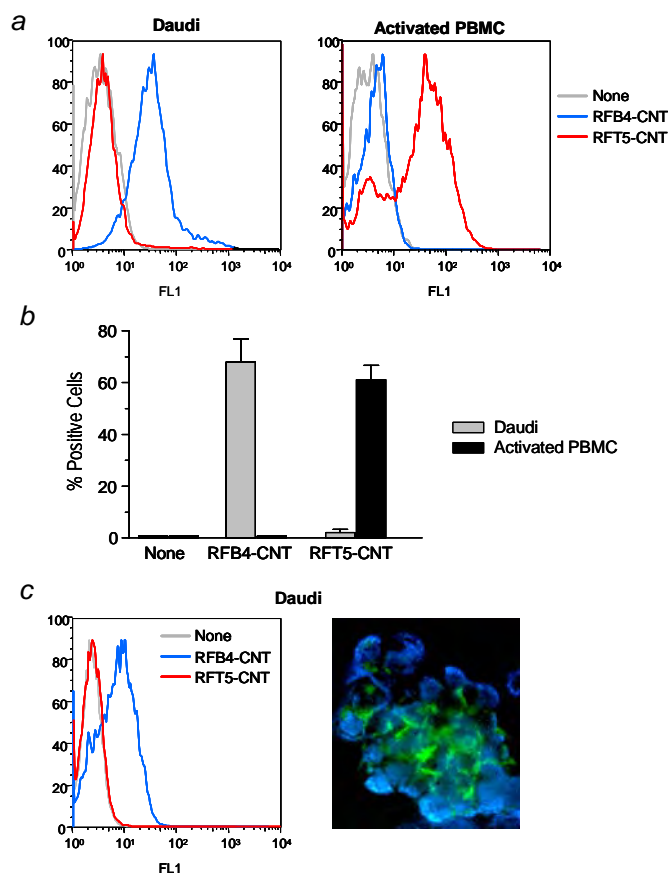 a
Daudi
Activated PBMC
100
80
60
40
20
0
10⁰ 10¹ 10² 10³ 10⁴
FL1
100
80
60
40
20
0
10⁰ 10¹ 10² 10³ 10⁴
FL1
None
RFB4-CNT
RFT5-CNT
b
% Positive Cells
80
60
40
20
0
None RFB4-CNT RFT5-CNT
Daudi
Activated PBMC
c
Daudi
100
80
60
40
20
0
10⁰ 10¹ 10² 10³ 10⁴
FL1
None
RFB4-CNT
RFT5-CNT